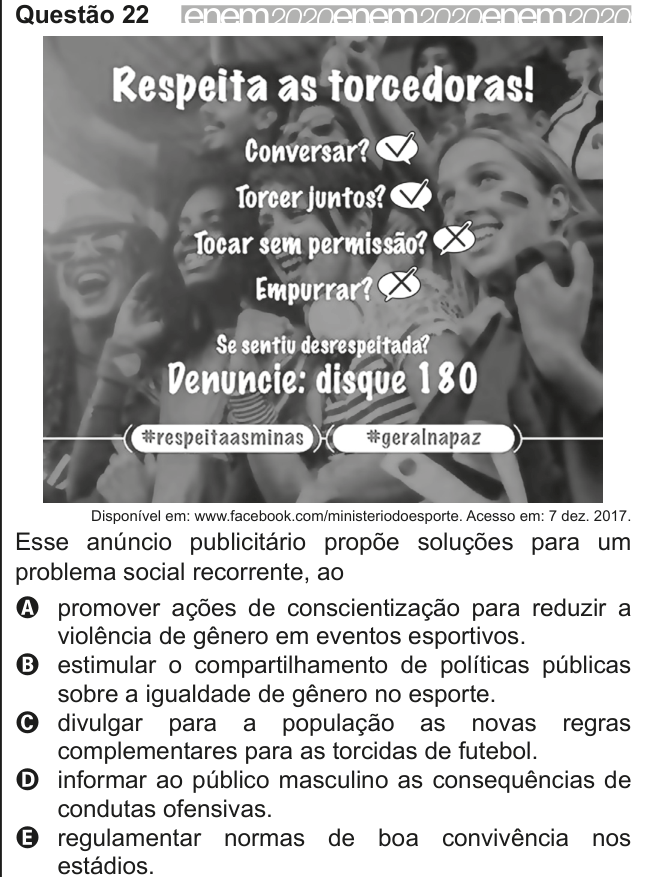 Questão 22 enem2020enem2020enem2020
Respeita as torcedoras!
Conversar?
Torcer juntos?
Tocar sem permissão?
Empurrar?
Se sentiu desrespeitada?
Denuncie: disque 180
#respeitaasminas #geralnapaz
Disponível em: www.facebook.com/ministeriodoesporte. Acesso em: 7 dez. 2017.
Esse anúncio publicitário propõe soluções para um
problema social recorrente, ao
A promover ações de conscientização para reduzir a
violência de gênero em eventos esportivos.
B estimular o compartilhamento de políticas públicas
sobre a igualdade de gênero no esporte.
C divulgar para a população as novas regras
complementares para as torcidas de futebol.
D informar ao público masculino as consequências de
condutas ofensivas.
E regulamentar normas de boa convivência nos
estádios.